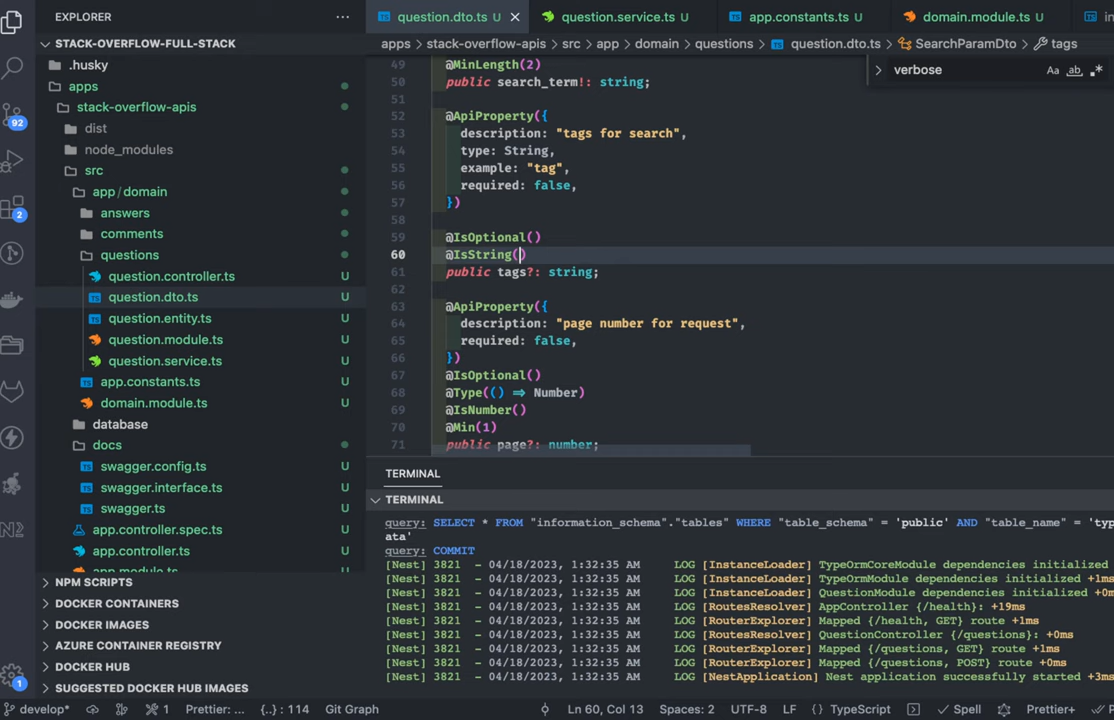 EXPLORER
STACK-OVERFLOW-FULL-STACK
.husky
apps
stack-overflow-apis
dist
node_modules
src
app / domain
answers
comments
questions
question.controller.ts U
question.dto.ts U
question.entity.ts U
question.module.ts U
question.service.ts U
app.constants.ts U
domain.module.ts U
database
docs
swagger.config.ts U
swagger.interface.ts U
swagger.ts U
app.controller.spec.ts U
app.controller.ts U
app.module.ts
NPM SCRIPTS
DOCKER CONTAINERS
DOCKER IMAGES
AZURE CONTAINER REGISTRY
DOCKER HUB
SUGGESTED DOCKER HUB IMAGES
92
2
1
question.dto.ts U
question.service.ts U
app.constants.ts U
domain.module.ts U
apps > stack-overflow-apis > src > app > domain > questions > question.dto.ts > SearchParamDto > tags
verbose
Aa ab
49 @MinLength(2)
50 public search_term!: string;
51
52 @ApiProperty({
53 description: "tags for search",
54 type: String,
55 example: "tag",
56 required: false,
57 })
58
59 @IsOptional()
60 @IsString()
61 public tags?: string;
62
63 @ApiProperty({
64 description: "page number for request",
65 required: false,
66 })
67 @IsOptional()
68 @Type(() ⇒ Number)
69 @IsNumber()
70 @Min(1)
71 public page?: number;
TERMINAL
TERMINAL
query: SELECT * FROM "information_schema"."tables" WHERE "table_schema" = 'public' AND "table_name" = 'typ
ata'
query: COMMIT
[Nest] 3821 - 04/18/2023, 1:32:35 AM LOG [InstanceLoader] TypeOrmCoreModule dependencies initialized
[Nest] 3821 - 04/18/2023, 1:32:35 AM LOG [InstanceLoader] TypeOrmModule dependencies initialized +1ms
[Nest] 3821 - 04/18/2023, 1:32:35 AM LOG [InstanceLoader] QuestionModule dependencies initialized +0m
[Nest] 3821 - 04/18/2023, 1:32:35 AM LOG [RoutesResolver] AppController {/health}: +19ms
[Nest] 3821 - 04/18/2023, 1:32:35 AM LOG [RouterExplorer] Mapped {/health, GET} route +1ms
[Nest] 3821 - 04/18/2023, 1:32:35 AM LOG [RoutesResolver] QuestionController {/questions}: +0ms
[Nest] 3821 - 04/18/2023, 1:32:35 AM LOG [RouterExplorer] Mapped {/questions, GET} route +1ms
[Nest] 3821 - 04/18/2023, 1:32:35 AM LOG [RouterExplorer] Mapped {/questions, POST} route +0ms
[Nest] 3821 - 04/18/2023, 1:32:35 AM LOG [NestApplication] Nest application successfully started +3ms
develop* 1 Prettier: ... {..} : 114 Git Graph Ln 60, Col 13 Spaces: 2 UTF-8 LF {} TypeScript Spell Prettier+